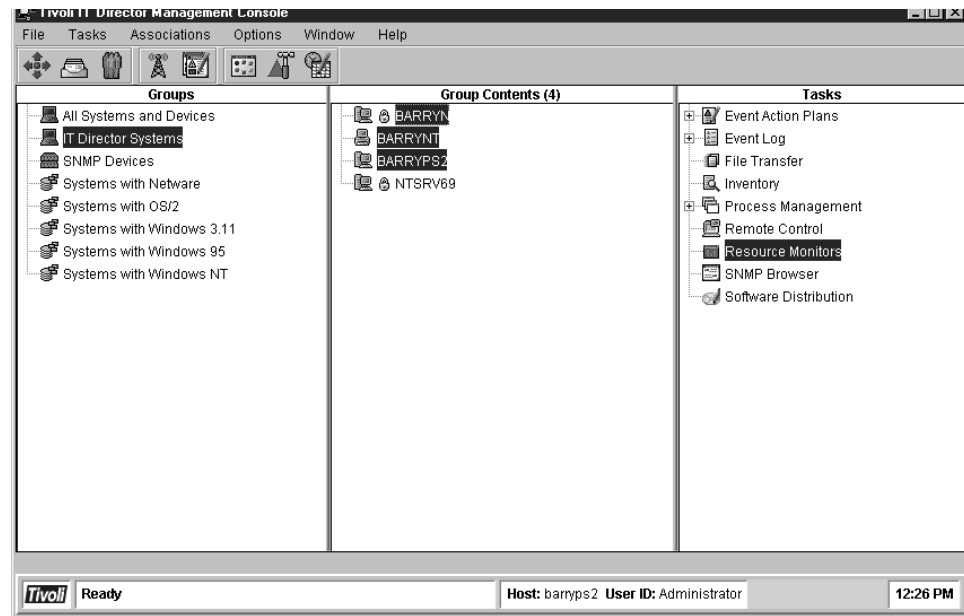 Tivoli IT Director Management Console
File Tasks Associations Options Window Help
Groups
All Systems and Devices
IT Director Systems
SNMP Devices
Systems with Netware
Systems with OS/2
Systems with Windows 3.11
Systems with Windows 95
Systems with Windows NT
Group Contents (4)
BARRYN
BARRYNT
BARRYPS2
NTSRV69
Tasks
Event Action Plans
Event Log
File Transfer
Inventory
Process Management
Remote Control
Resource Monitors
SNMP Browser
Software Distribution
Tivoli Ready Host: barryps2 User ID: Administrator 12:26 PM